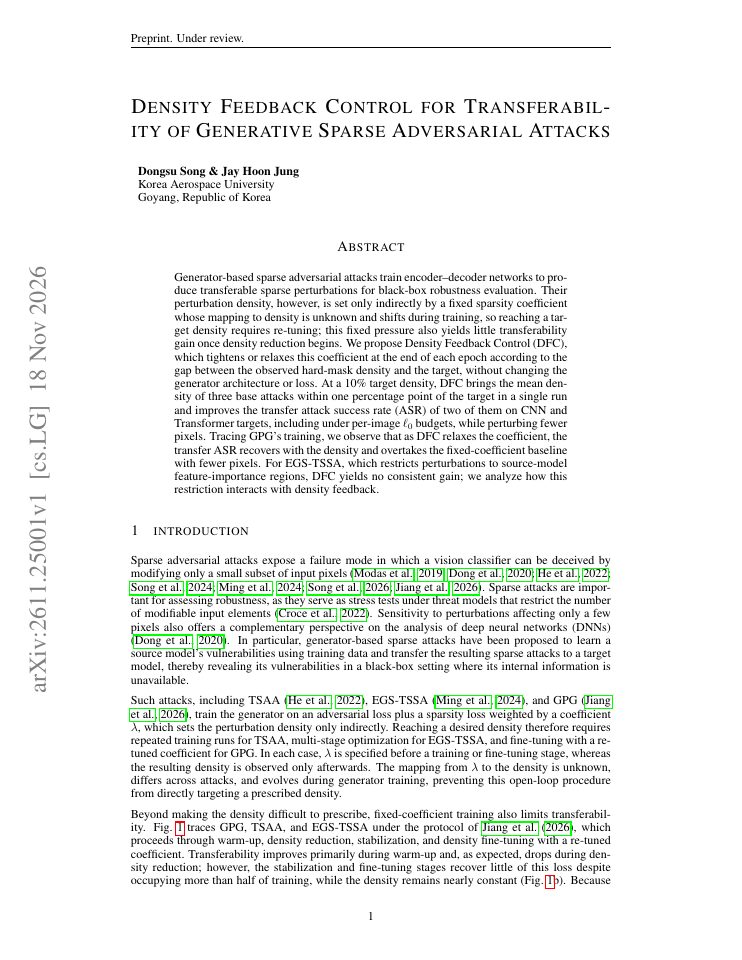 Preprint. Under review.
DENSITY FEEDBACK CONTROL FOR TRANSFERABIL-
ITY OF GENERATIVE SPARSE ADVERSARIAL ATTACKS
Dongsu Song & Jay Hoon Jung
Korea Aerospace University
Goyang, Republic of Korea
ABSTRACT
Generator-based sparse adversarial attacks train encoder–decoder networks to pro-
duce transferable sparse perturbations for black-box robustness evaluation. Their
perturbation density, however, is set only indirectly by a fixed sparsity coefficient
whose mapping to density is unknown and shifts during training, so reaching a tar-
get density requires re-tuning; this fixed pressure also yields little transferability
gain once density reduction begins. We propose Density Feedback Control (DFC),
which tightens or relaxes this coefficient at the end of each epoch according to the
gap between the observed hard-mask density and the target, without changing the
generator architecture or loss. At a 10% target density, DFC brings the mean den-
sity of three base attacks within one percentage point of the target in a single run
and improves the transfer attack success rate (ASR) of two of them on CNN and
Transformer targets, including under per-image ℓ0 budgets, while perturbing fewer
pixels. Tracing GPG's training, we observe that as DFC relaxes the coefficient, the
transfer ASR recovers with the density and overtakes the fixed-coefficient baseline
with fewer pixels. For EGS-TSSA, which restricts perturbations to source-model
feature-importance regions, DFC yields no consistent gain; we analyze how this
restriction interacts with density feedback.
1 INTRODUCTION
Sparse adversarial attacks expose a failure mode in which a vision classifier can be deceived by
modifying only a small subset of input pixels (Modas et al., 2019; Dong et al., 2020; He et al., 2022;
Song et al., 2024; Ming et al., 2024; Song et al., 2026; Jiang et al., 2026). Sparse attacks are impor-
tant for assessing robustness, as they serve as stress tests under threat models that restrict the number
of modifiable input elements (Croce et al., 2022). Sensitivity to perturbations affecting only a few
pixels also offers a complementary perspective on the analysis of deep neural networks (DNNs)
(Dong et al., 2020). In particular, generator-based sparse attacks have been proposed to learn a
source model's vulnerabilities using training data and transfer the resulting sparse attacks to a target
model, thereby revealing its vulnerabilities in a black-box setting where its internal information is
unavailable.
Such attacks, including TSAA (He et al., 2022), EGS-TSSA (Ming et al., 2024), and GPG (Jiang
et al., 2026), train the generator on an adversarial loss plus a sparsity loss weighted by a coefficient
λ, which sets the perturbation density only indirectly. Reaching a desired density therefore requires
repeated training runs for TSAA, multi-stage optimization for EGS-TSSA, and fine-tuning with a re-
tuned coefficient for GPG. In each case, λ is specified before a training or fine-tuning stage, whereas
the resulting density is observed only afterwards. The mapping from λ to the density is unknown,
differs across attacks, and evolves during generator training, preventing this open-loop procedure
from directly targeting a prescribed density.
Beyond making the density difficult to prescribe, fixed-coefficient training also limits transferabil-
ity. Fig. 1 traces GPG, TSAA, and EGS-TSSA under the protocol of Jiang et al. (2026), which
proceeds through warm-up, density reduction, stabilization, and density fine-tuning with a re-tuned
coefficient. Transferability improves primarily during warm-up and, as expected, drops during den-
sity reduction; however, the stabilization and fine-tuning stages recover little of this loss despite
occupying more than half of training, while the density remains nearly constant (Fig. 1b). Because
1
arXiv:2611.25001v1 [cs.LG] 18 Nov 2026